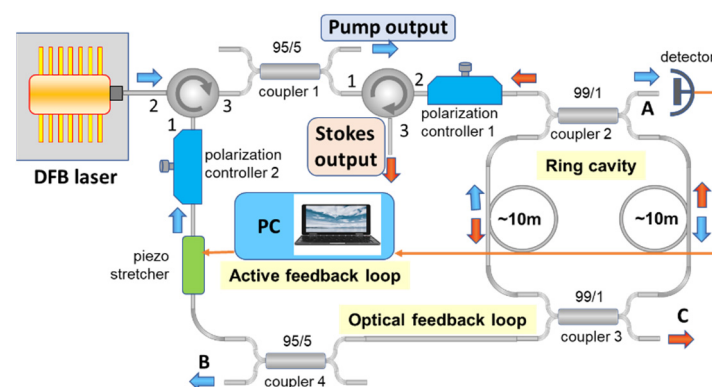 Pump output
95/5
coupler 1
detector
DFB laser
2
3
1
1
2
3
polarization
controller 1
99/1
coupler 2
A
Stokes
output
polarization
controller 2
Ring cavity
~10m
~10m
PC
piezo
stretcher
Active feedback loop
Optical feedback loop
99/1
coupler 3
C
95/5
coupler 4
B